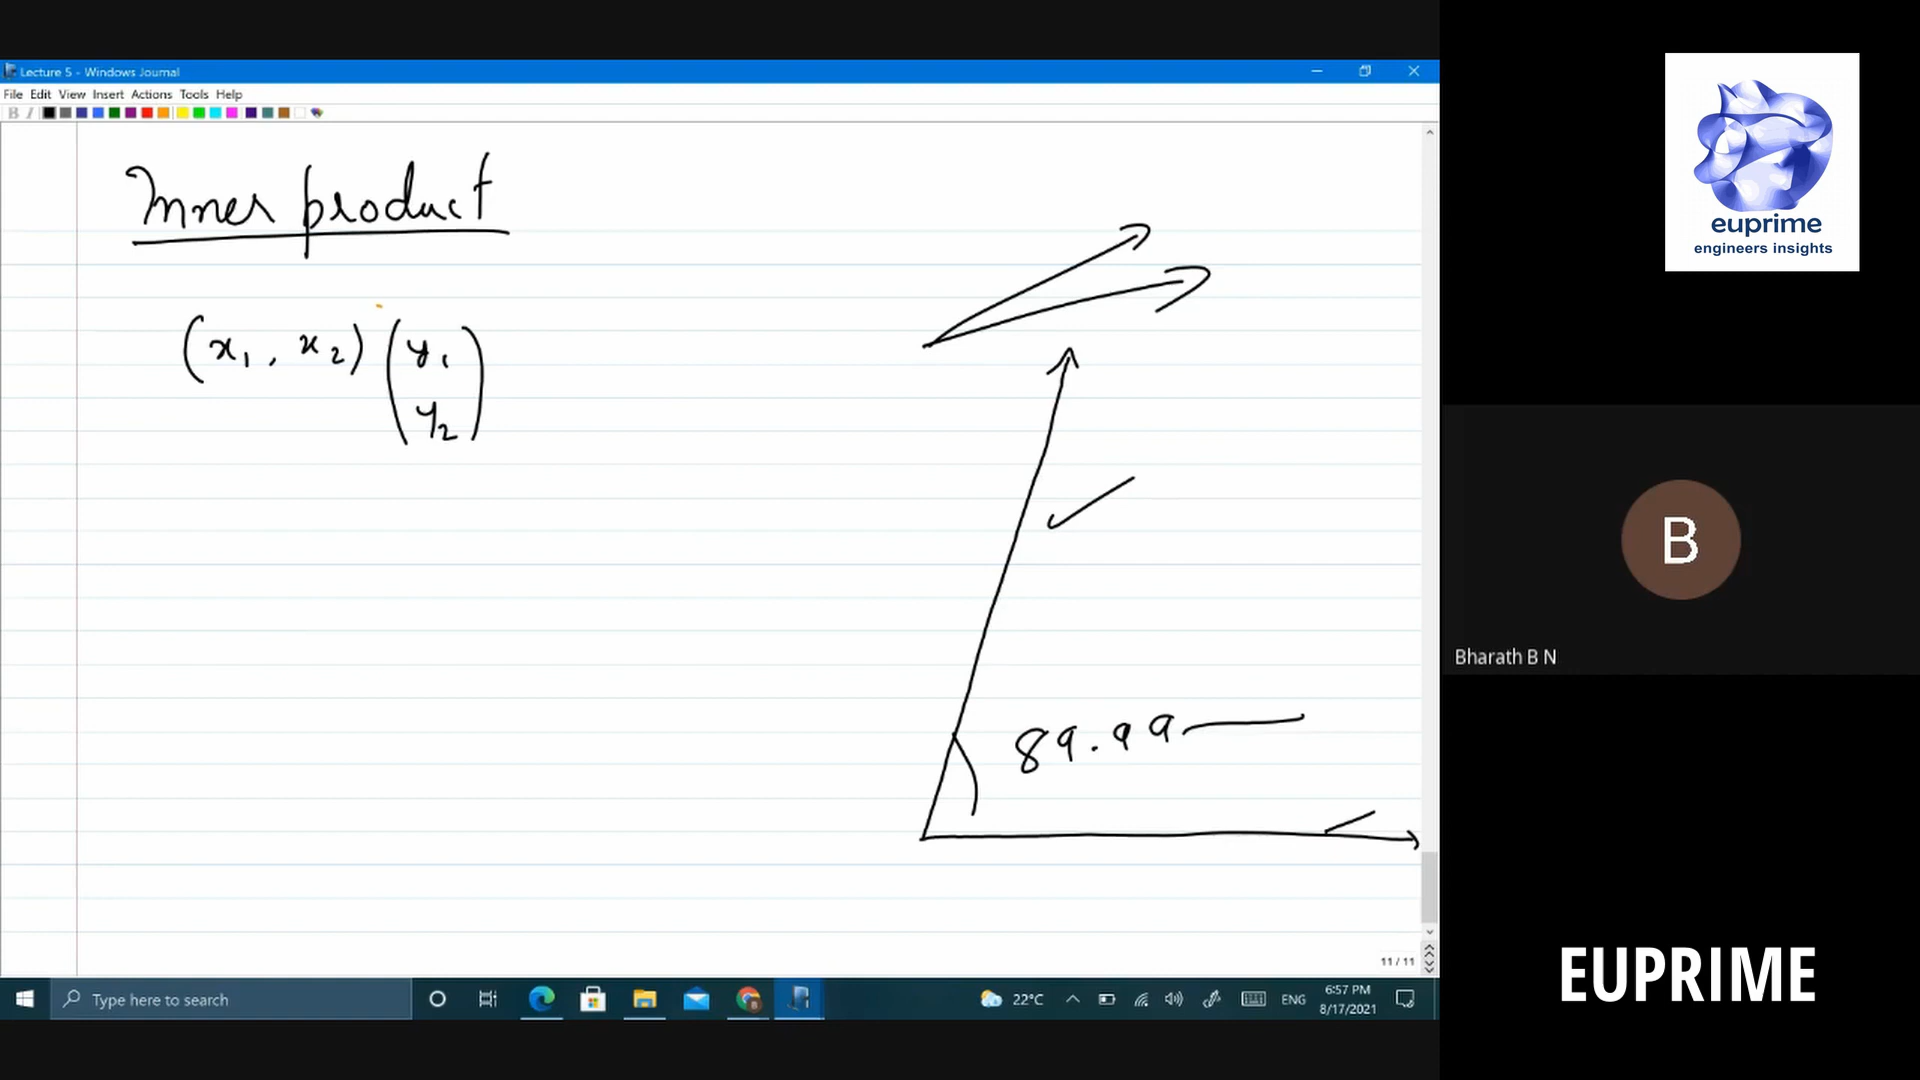 Lecture 5 - Windows Journal
File Edit View Insert Actions Tools Help
B I
Inner product
(x₁, x₂) (y₁
y₂)
89.99
11 / 11
Type here to search
22°C
ENG
6:57 PM
8/17/2021
euprime
engineers insights
B
Bharath B N
EUPRIME